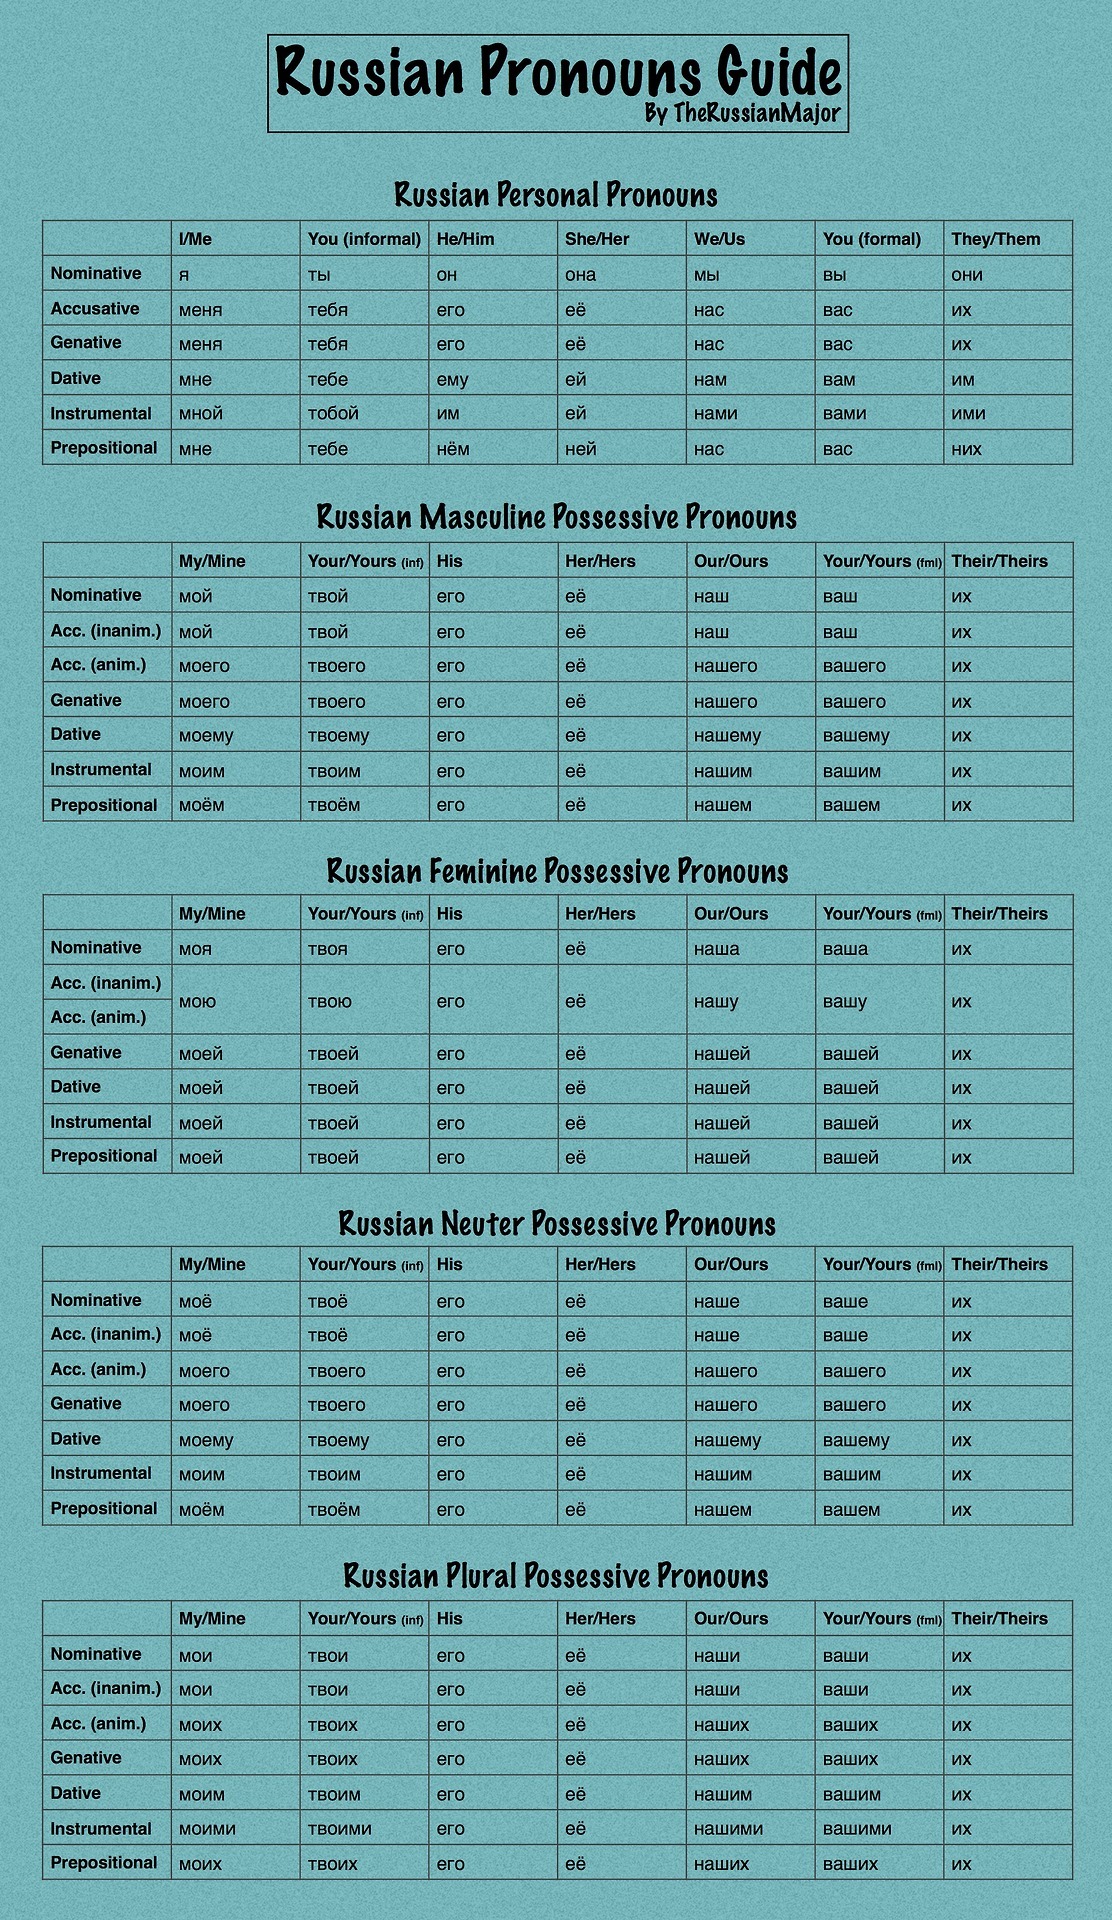 Russian Pronouns Guide
By TheRussianMajor
Russian Personal Pronouns
I/Me You (informal) He/Him She/Her We/Us You (formal) They/Them
Nominative я ты он она мы вы они
Accusative меня тебя его её нас вас их
Genative меня тебя его её нас вас их
Dative мне тебе ему ей нам вам им
Instrumental мной тобой им ей нами вами ими
Prepositional мне тебе нём ней нас вас них
Russian Masculine Possessive Pronouns
My/Mine Your/Yours (inf) His Her/Hers Our/Ours Your/Yours (fml) Their/Theirs
Nominative мой твой его её наш ваш их
Acc. (inanim.) мой твой его её наш ваш их
Acc. (anim.) моего твоего его её нашего вашего их
Genative моего твоего его её нашего вашего их
Dative моему твоему его её нашему вашему их
Instrumental моим твоим его её нашим вашим их
Prepositional моём твоём его её нашем вашем их
Russian Feminine Possessive Pronouns
My/Mine Your/Yours (inf) His Her/Hers Our/Ours Your/Yours (fml) Their/Theirs
Nominative моя твоя его её наша ваша их
Acc. (inanim.)
мою твою его её нашу вашу их
Acc. (anim.)
Genative моей твоей его её нашей вашей их
Dative моей твоей его её нашей вашей их
Instrumental моей твоей его её нашей вашей их
Prepositional моей твоей его её нашей вашей их
Russian Neuter Possessive Pronouns
My/Mine Your/Yours (inf) His Her/Hers Our/Ours Your/Yours (fml) Their/Theirs
Nominative моё твоё его её наше ваше их
Acc. (inanim.) моё твоё его её наше ваше их
Acc. (anim.) моего твоего его её нашего вашего их
Genative моего твоего его её нашего вашего их
Dative моему твоему его её нашему вашему их
Instrumental моим твоим его её нашим вашим их
Prepositional моём твоём его её нашем вашем их
Russian Plural Possessive Pronouns
My/Mine Your/Yours (inf) His Her/Hers Our/Ours Your/Yours (fml) Their/Theirs
Nominative мои твои его её наши ваши их
Acc. (inanim.) мои твои его её наши ваши их
Acc. (anim.) моих твоих его её наших ваших их
Genative моих твоих его её наших ваших их
Dative моим твоим его её нашим вашим их
Instrumental моими твоими его её нашими вашими их
Prepositional моих твоих его её наших ваших их